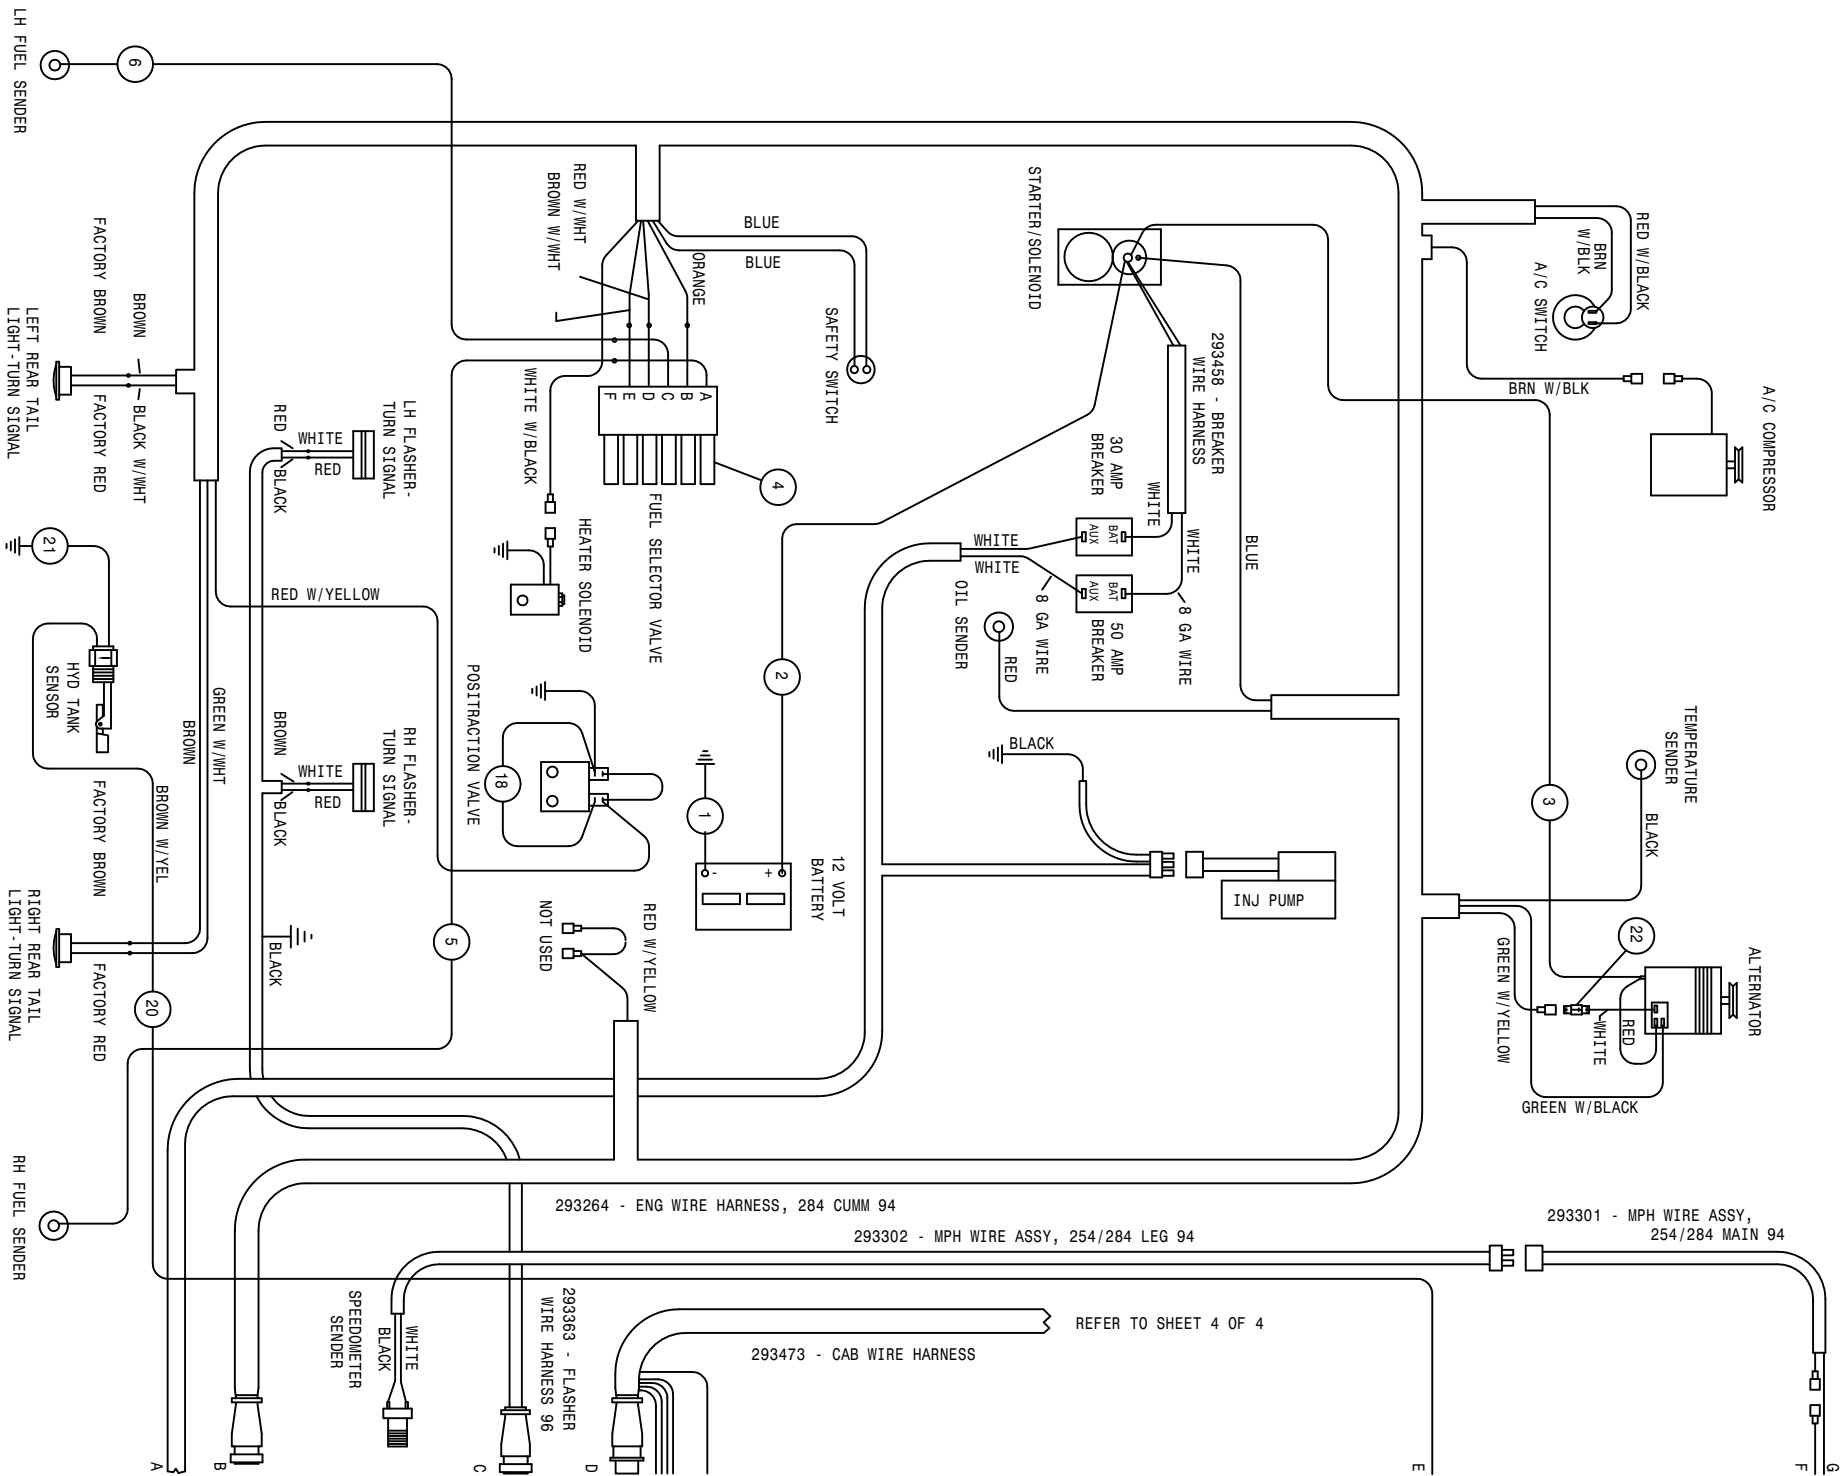 LH FUEL SENDER
6
RED W/WHT
BROWN W/WHT
BLUE
BLUE
ORANGE
SAFETY SWITCH
STARTER/SOLENOID
RED W/BLACK
BRN
W/BLK
A/C SWITCH
BRN W/BLK
A/C COMPRESSOR
293458 - BREAKER
WIRE HARNESS
FACTORY BROWN
BROWN
BLACK W/WHT
FACTORY RED
LEFT REAR TAIL
LIGHT-TURN SIGNAL
RED
WHITE
RED
BLACK
LH FLASHER-
TURN SIGNAL
A
B
C
D
E
F
4
FUEL SELECTOR VALVE
WHITE W/BLACK
HEATER SOLENOID
30 AMP
BREAKER
WHITE
WHITE
BAT
AUX
WHITE
WHITE
BAT
AUX
50 AMP
BREAKER
8 GA WIRE
8 GA WIRE
BLUE
OIL SENDER
RED
21
RED W/YELLOW
HYD TANK
SENSOR
GREEN W/WHT
BROWN
BROWN
WHITE
RED
BLACK
RH FLASHER-
TURN SIGNAL
POSITRACTION VALVE
18
2
1
12 VOLT
BATTERY
-
+
BLACK
INJ PUMP
TEMPERATURE
SENDER
BLACK
3
22
ALTERNATOR
WHITE
RED
GREEN W/YELLOW
GREEN W/BLACK
FACTORY BROWN
BROWN W/YEL
FACTORY RED
RIGHT REAR TAIL
LIGHT-TURN SIGNAL
20
BLACK
5
NOT USED
RED W/YELLOW
RH FUEL SENDER
293264 - ENG WIRE HARNESS, 284 CUMM 94
293302 - MPH WIRE ASSY, 254/284 LEG 94
293301 - MPH WIRE ASSY,
254/284 MAIN 94
SPEEDOMETER
SENDER
WHITE
BLACK
293363 - FLASHER
WIRE HARNESS 96
REFER TO SHEET 4 OF 4
293473 - CAB WIRE HARNESS
A
B
C
D
E
F
G